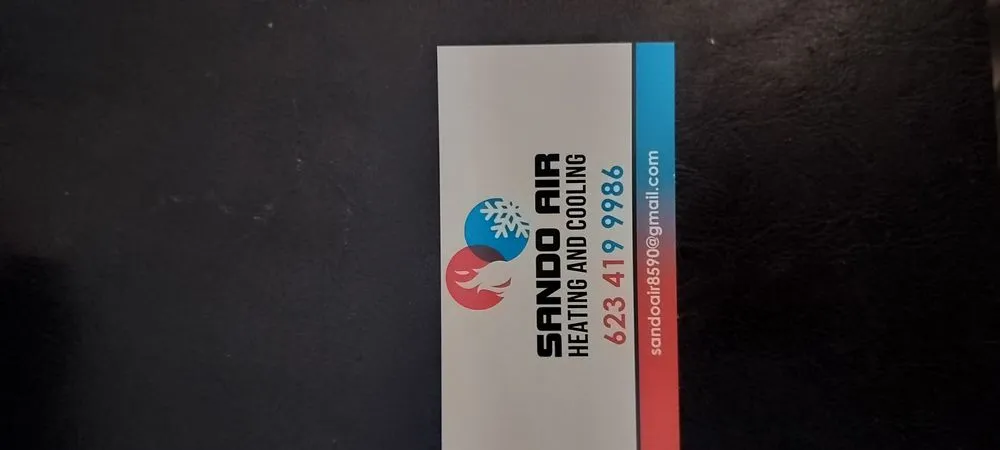 SANDO AIR
HEATING AND COOLING
623 419 9986
sandoair8590@gmail.com